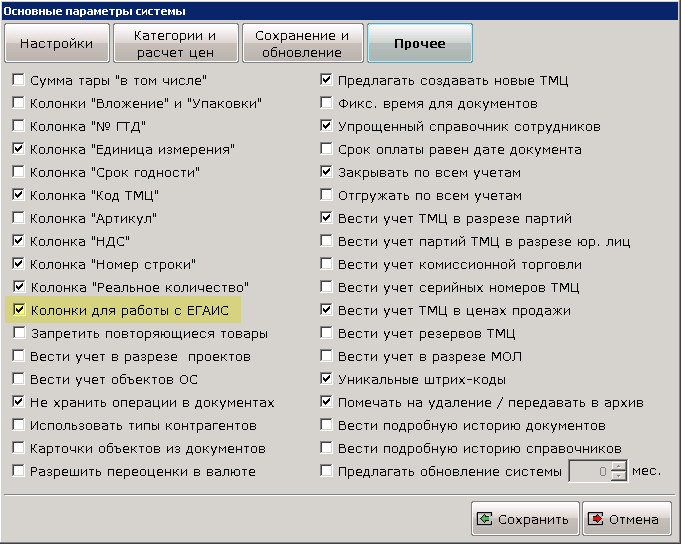 Основные параметры системы
Настройки
Категории и
расчет цен
Сохранение и
обновление
Прочее
Сумма тары "в том числе"
Колонки "Вложение" и "Упаковки"
Колонка "№ ГТД"
Колонка "Единица измерения"
Колонка "Срок годности"
Колонка "Код ТМЦ"
Колонка "Артикул"
Колонка "НДС"
Колонка "Номер строки"
Колонка "Реальное количество"
Колонки для работы с ЕГАИС
Запретить повторяющиеся товары
Вести учет в разрезе проектов
Вести учет объектов ОС
Не хранить операции в документах
Использовать типы контрагентов
Карточки объектов из документов
Разрешить переоценки в валюте
Предлагать создавать новые ТМЦ
Фикс. время для документов
Упрощенный справочник сотрудников
Срок оплаты равен дате документа
Закрывать по всем учетам
Отгружать по всем учетам
Вести учет ТМЦ в разрезе партий
Вести учет партий ТМЦ в разрезе юр. лиц
Вести учет комиссионной торговли
Вести учет серийных номеров ТМЦ
Вести учет ТМЦ в ценах продажи
Вести учет резервов ТМЦ
Вести учет в разрезе МОЛ
Уникальные штрих-коды
Помечать на удаление / передавать в архив
Вести подробную историю документов
Вести подробную историю справочников
Предлагать обновление системы 0 мес.
Сохранить
Отмена